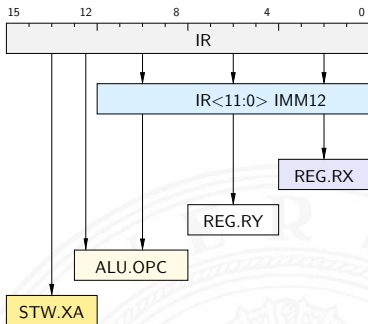 15 12 8 4 0
IR
IR<11:0> IMM12
REG.RX
REG.RY
ALU.OPC
STW.XA